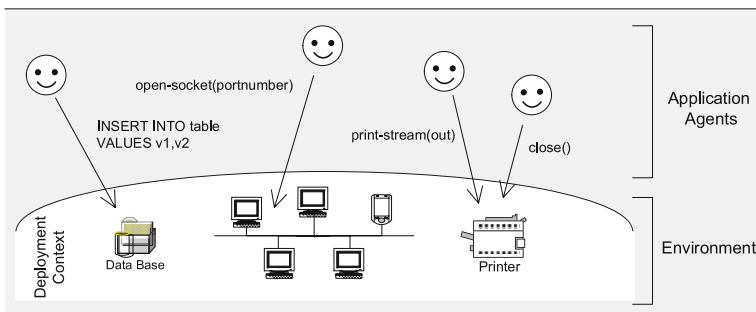 open-socket(portnumber)
INSERT INTO table
VALUES v1,v2
print-stream(out)
close()
Application
Agents
Deployment
Context
Data Base
Printer
Environment